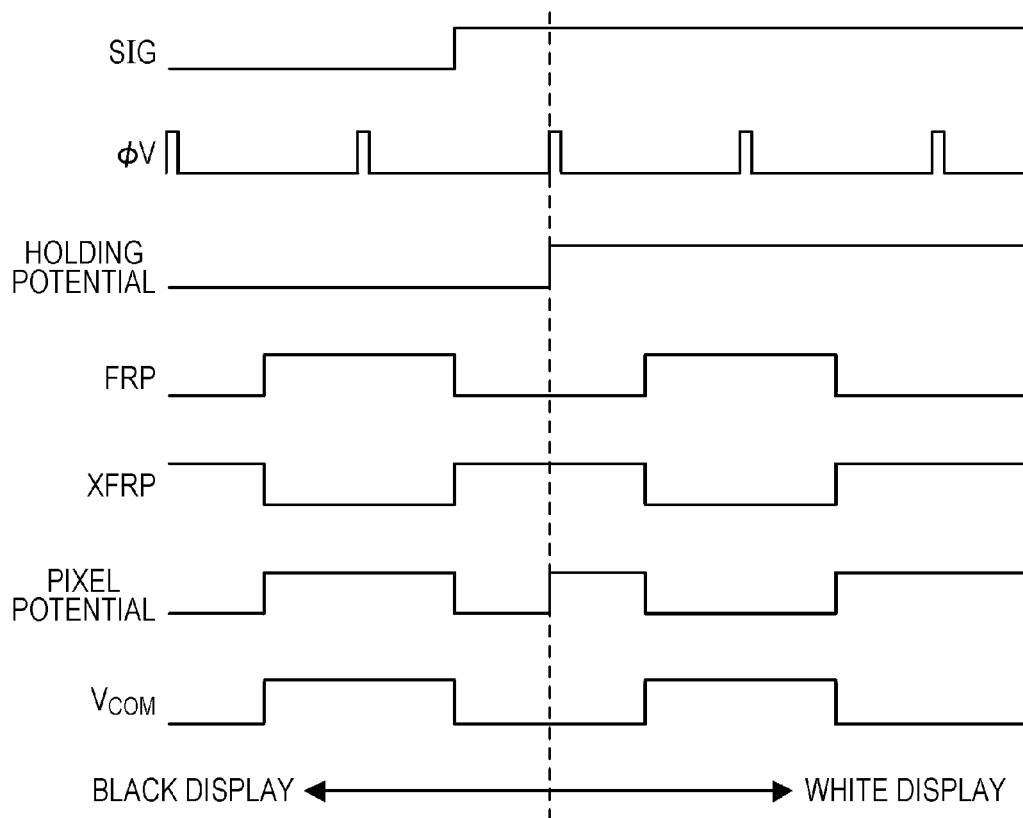 SIG
ϕV
HOLDING
POTENTIAL
FRP
XFRP
PIXEL
POTENTIAL
VCOM
BLACK DISPLAY
WHITE DISPLAY